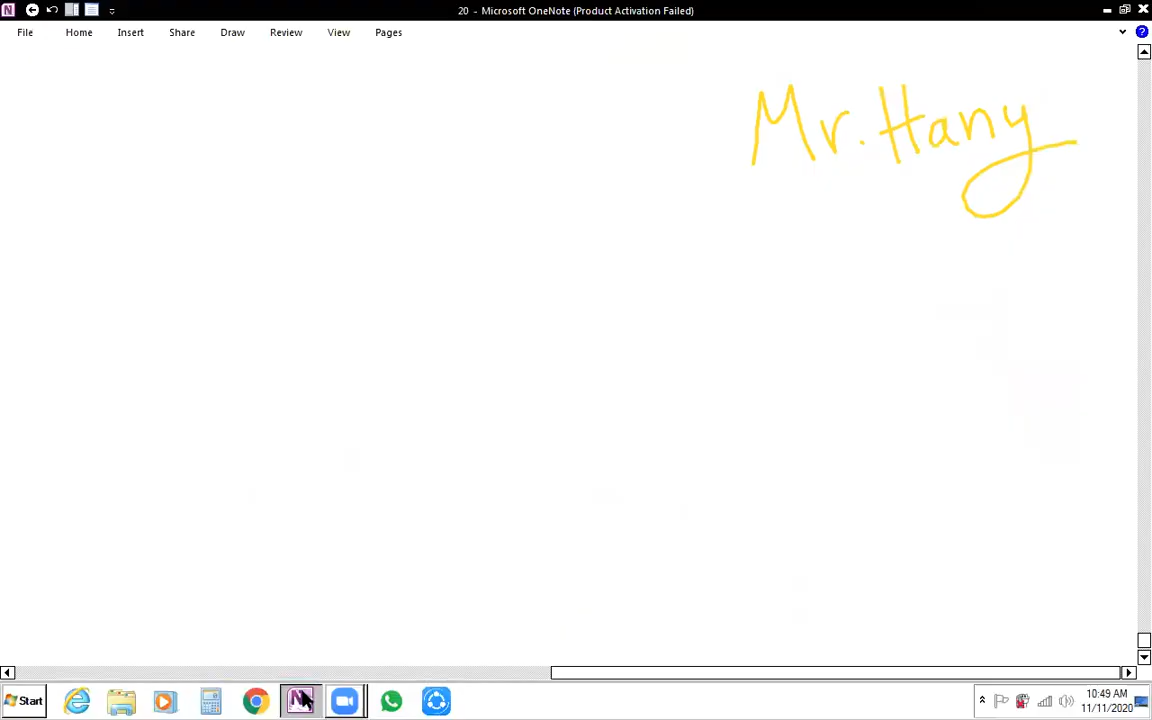 20 - Microsoft OneNote (Product Activation Failed)
File Home Insert Share Draw Review View Pages
Mr. Hany
Start
10:49 AM
11/11/2020